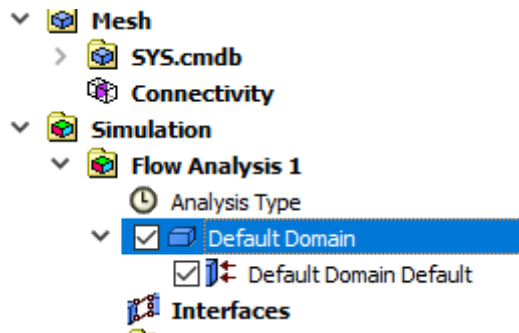 Mesh
SYS.cmdb
Connectivity
Simulation
Flow Analysis 1
Analysis Type
Default Domain
Default Domain Default
Interfaces